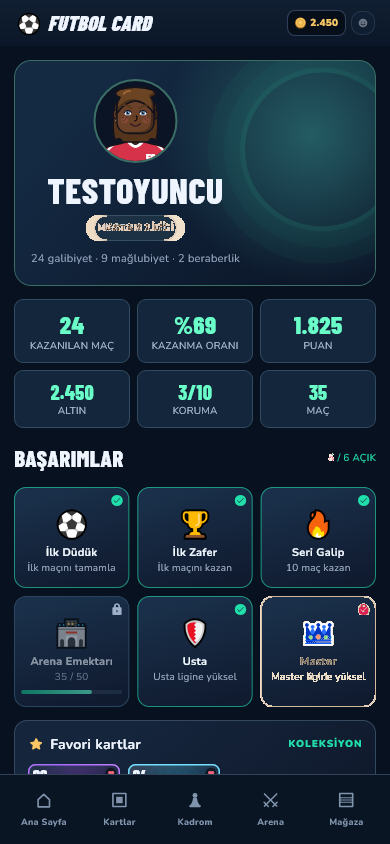 FUTBOL CARD
2.450
TESTOYUNCU
24 galibiyet · 9 mağlubiyet · 2 beraberlik
24
KAZANILAN MAÇ
%69
KAZANMA ORANI
1.825
PUAN
2.450
ALTIN
3/10
KORUMA
35
MAÇ
BAŞARIMLAR
/ 6 AÇIK
İlk Düdük
İlk maçını tamamla
İlk Zafer
İlk maçını kazan
Seri Galip
10 maç kazan
Arena Emektarı
35 / 50
Usta
Usta ligine yüksel
Master
Master ligine yüksel
Favori kartlar
KOLEKSİYON
Ana Sayfa
Kartlar
Kadrom
Arena
Mağaza